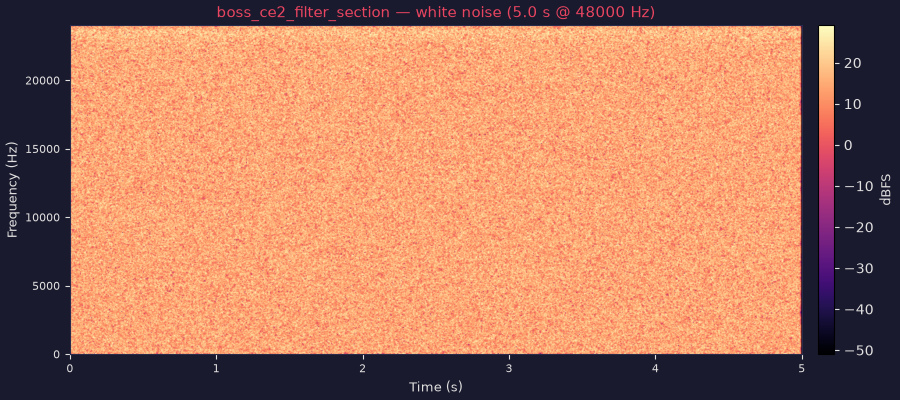 boss_ce2_filter_section — white noise (5.0 s @ 48000 Hz)
Frequency (Hz)
20000
15000
10000
5000
0
0 1 2 3 4 5
Time (s)
20
10
0
−10
−20
−30
−40
−50
dBFS